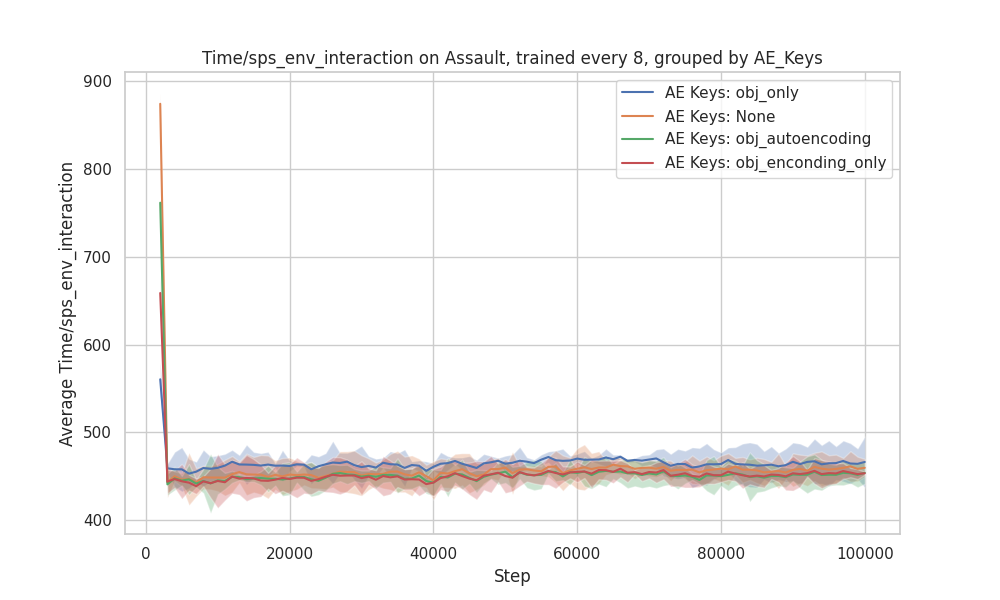 Time/sps_env_interaction on Assault, trained every 8, grouped by AE_Keys
Average Time/sps_env_interaction
900
800
700
600
500
400
AE Keys: obj_only
AE Keys: None
AE Keys: obj_autoencoding
AE Keys: obj_enconding_only
0
20000
40000
60000
80000
100000
Step